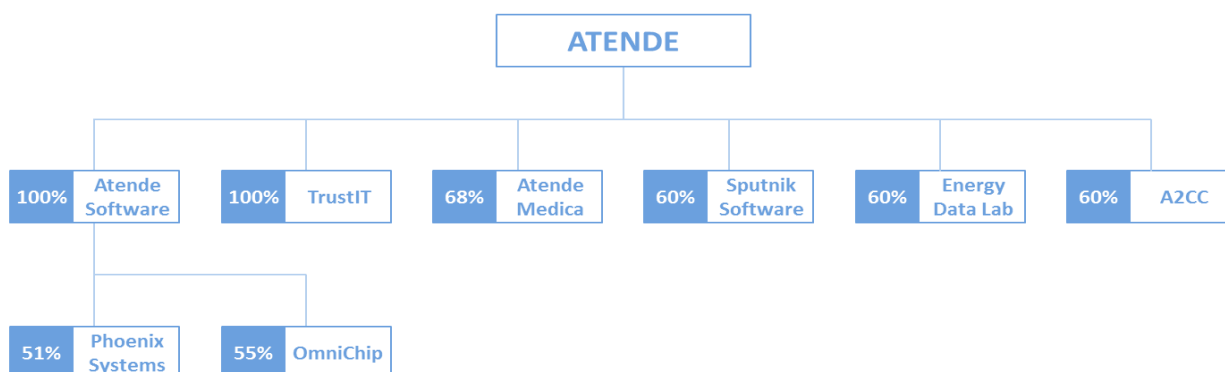 ATENDE
100%
Atende
Software
100%
TrustIT
68%
Atende
Medica
60%
Sputnik
Software
60%
Energy
Data Lab
60%
A2CC
51%
Phoenix
Systems
55%
OmniChip